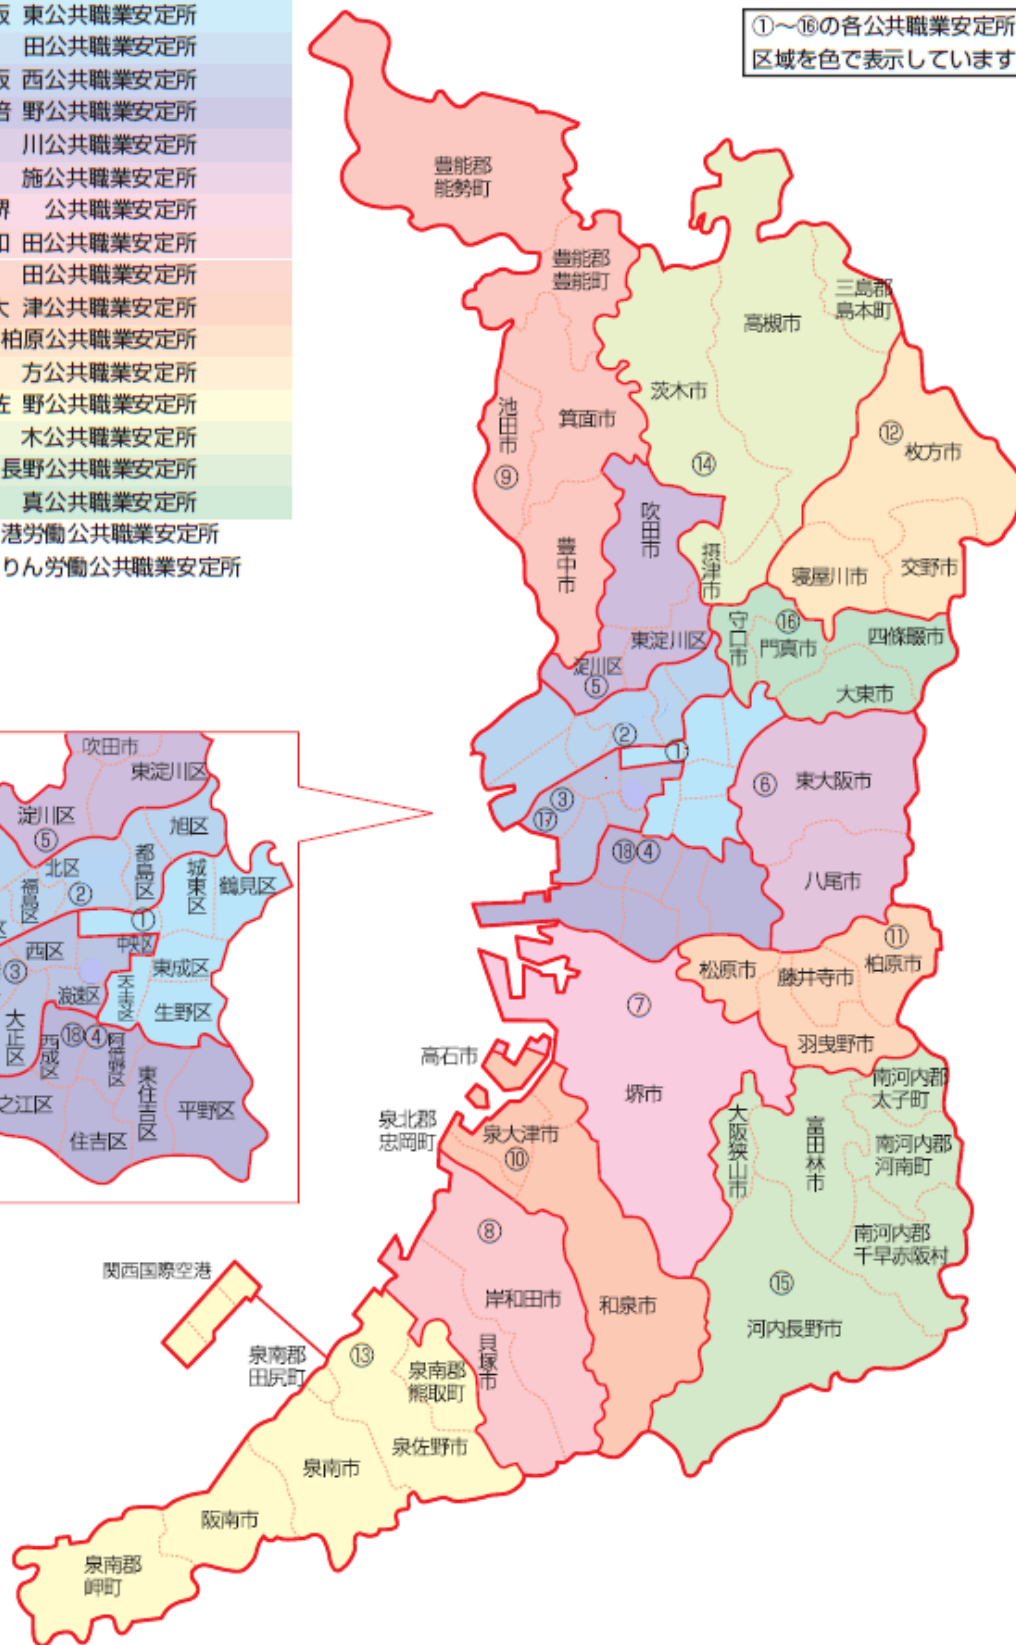 東公共職業安定所
田公共職業安定所
西公共職業安定所
野公共職業安定所
川公共職業安定所
施公共職業安定所
公共職業安定所
田公共職業安定所
田公共職業安定所
津公共職業安定所
柏原公共職業安定所
方公共職業安定所
野公共職業安定所
木公共職業安定所
長野公共職業安定所
真公共職業安定所
港労働公共職業安定所
りん労働公共職業安定所
①〜⑯の各公共職業安定所
区域を色で表示しています
豊能郡
能勢町
豊能郡
豊能町
三島郡
島本町
高槻市
茨木市
池田市
箕面市
⑨
⑭
⑫
枚方市
吹田市
豊中市
摂津市
寝屋川市
交野市
守口市
⑯
門真市
四條畷市
東淀川区
淀川区
⑤
大東市
②
①
③
⑰
⑥
東大阪市
⑱
④
八尾市
⑪
柏原市
松原市
藤井寺市
羽曳野市
⑦
堺市
高石市
泉北郡
忠岡町
泉大津市
⑩
大阪狭山市
富田林市
南河内郡
太子町
南河内郡
河南町
南河内郡
千早赤阪村
⑧
岸和田市
和泉市
⑮
河内長野市
貝塚市
関西国際空港
泉南郡
田尻町
⑬
泉南郡
熊取町
泉佐野市
泉南市
阪南市
泉南郡
岬町
吹田市
東淀川区
淀川区
⑤
旭区
北区
②
都島区
城東区
鶴見区
福島区
①
区
西区
中央区
③
浪速区
天王寺区
東成区
生野区
大正区
西成区
⑱
④
阿倍野区
東住吉区
平野区
之江区
住吉区